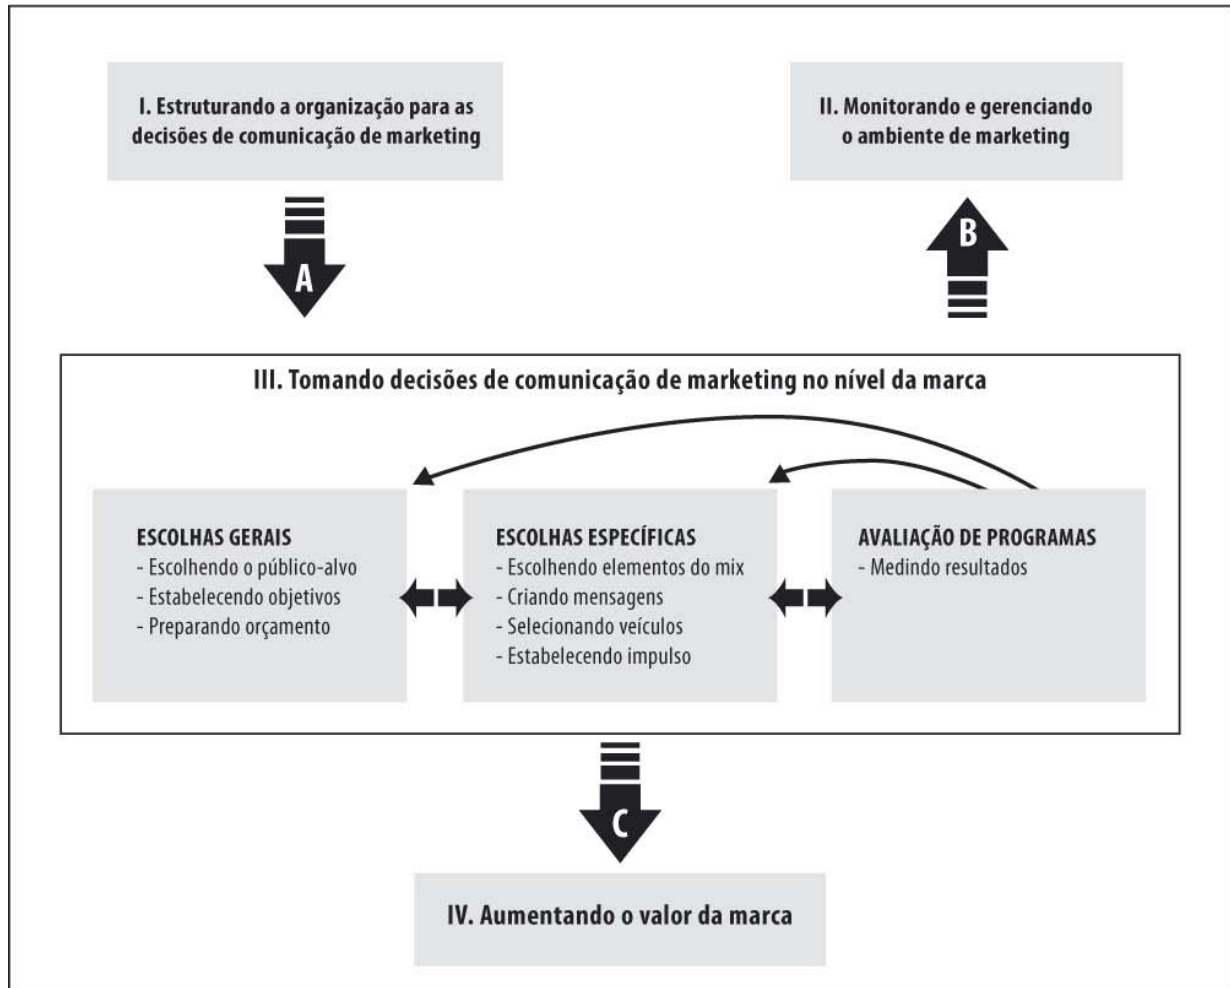 I. Estruturando a organização para as
decisões de comunicação de marketing
II. Monitorando e gerenciando
o ambiente de marketing
A
B
III. Tomando decisões de comunicação de marketing no nível da marca
ESCOLHAS GERAIS
- Escolhendo o público-alvo
- Estabelecendo objetivos
- Preparando orçamento
ESCOLHAS ESPECÍFICAS
- Escolhendo elementos do mix
- Criando mensagens
- Selecionando veículos
- Estabelecendo impulso
AVALIAÇÃO DE PROGRAMAS
- Medindo resultados
C
IV. Aumentando o valor da marca